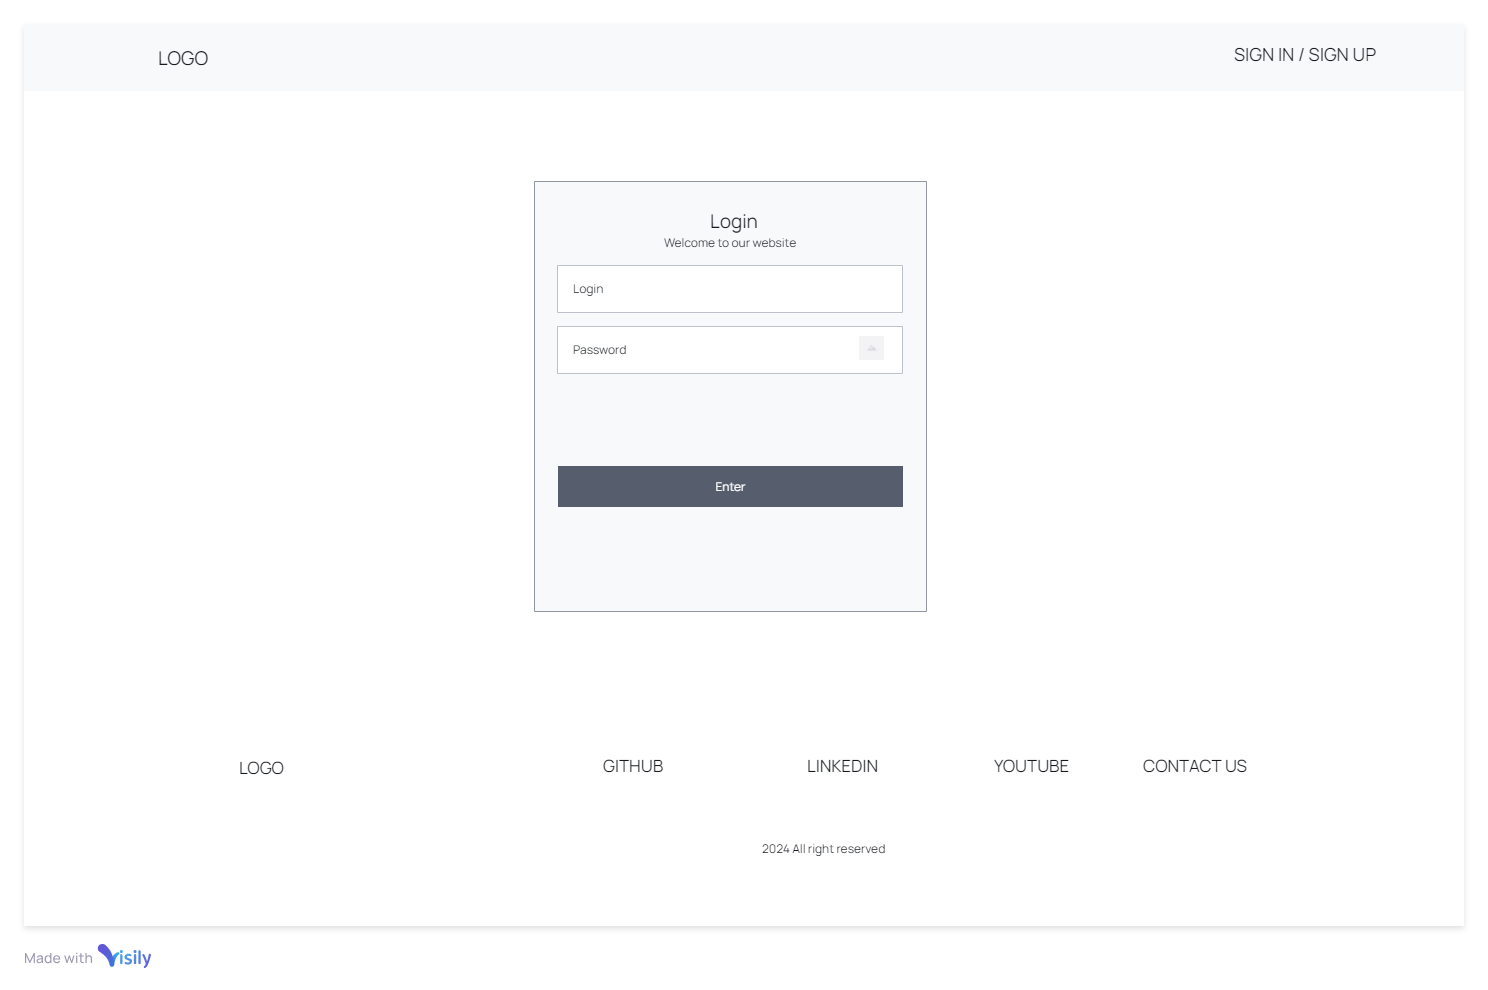 LOGO
SIGN IN / SIGN UP
Login
Welcome to our website
Login
Password
Enter
LOGO
GITHUB
LINKEDIN
YOUTUBE
CONTACT US
2024 All right reserved
Made with Visily